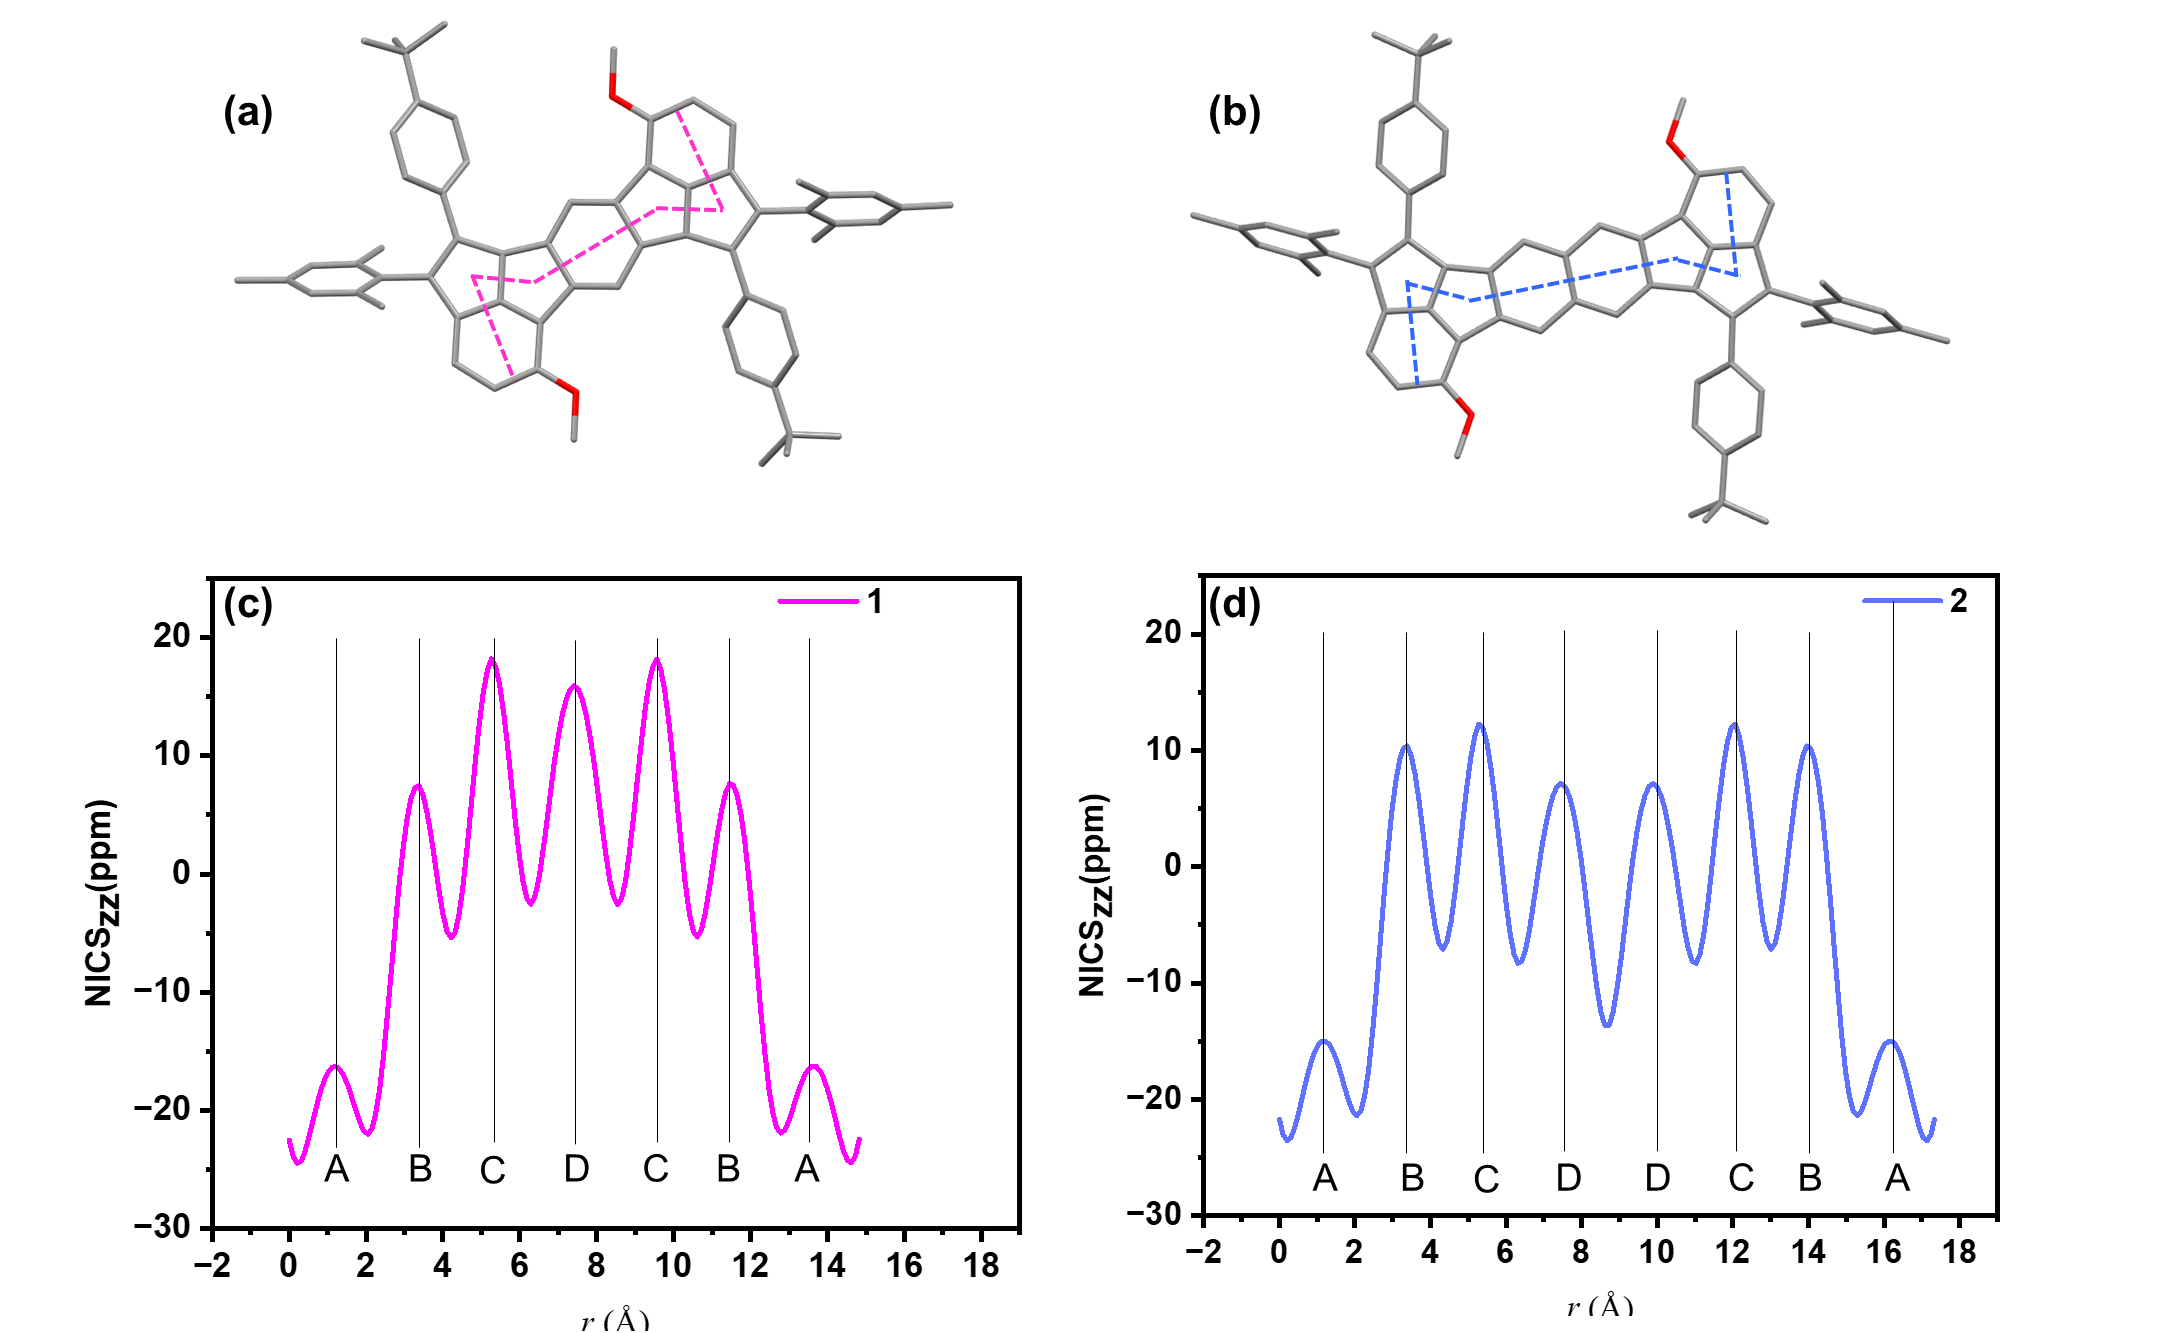 (a)
(b)
(c)
1
20
10
0
−10
−20
−30
NICSzz(ppm)
A B C D C B A
−2 0 2 4 6 8 10 12 14 16 18
r (Å)
(d)
2
20
10
0
−10
−20
−30
NICSzz(ppm)
A B C D D C B A
−2 0 2 4 6 8 10 12 14 16 18
r (Å)